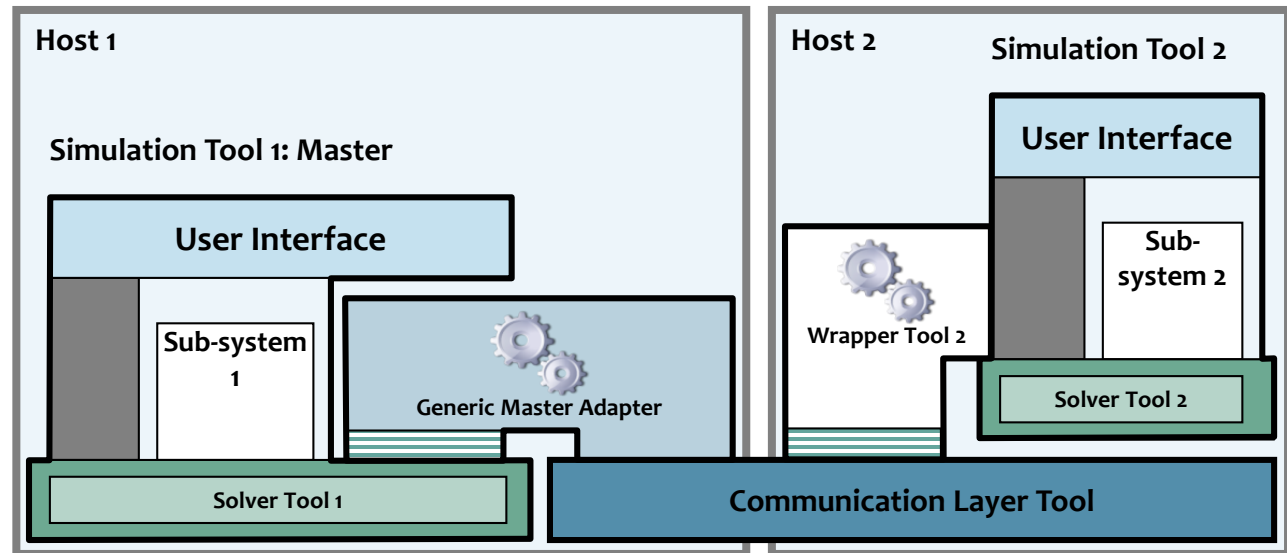 Host 1
Simulation Tool 1: Master
User Interface
Sub-system
1
Generic Master Adapter
Solver Tool 1
Host 2
Simulation Tool 2
User Interface
Sub-
system 2
Wrapper Tool 2
Solver Tool 2
Communication Layer Tool